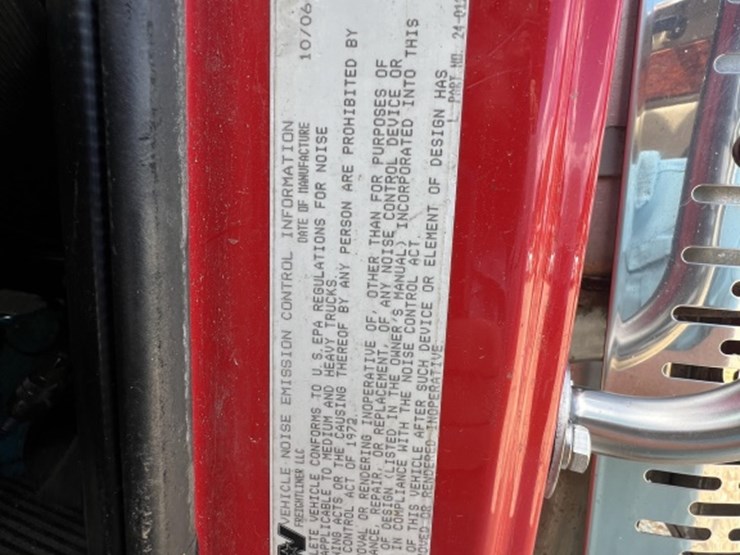 VEHICLE NOISE EMISSION CONTROL INFORMATION
FREIGHTLINER LLC DATE OF MANUFACTURE 10/06
VEHICLE CONFORMS TO U.S. EPA REGULATIONS FOR NOISE
APPLICABLE TO MEDIUM AND HEAVY TRUCKS.
ACTS OR THE CAUSING THEREOF BY ANY PERSON ARE PROHIBITED BY
CONTROL ACT OF 1972.
OR RENDERING INOPERATIVE OF, OTHER THAN FOR PURPOSES OF
REPAIR, OR REPLACEMENT, OF ANY NOISE CONTROL DEVICE OR
OF DESIGN (LISTED IN THE OWNER'S MANUAL) INCORPORATED INTO THIS
IN COMPLIANCE WITH THE NOISE CONTROL ACT.
OF THIS VEHICLE AFTER SUCH DEVICE OR ELEMENT OF DESIGN HAS
OR RENDERED INOPERATIVE
PART NO. 24-01